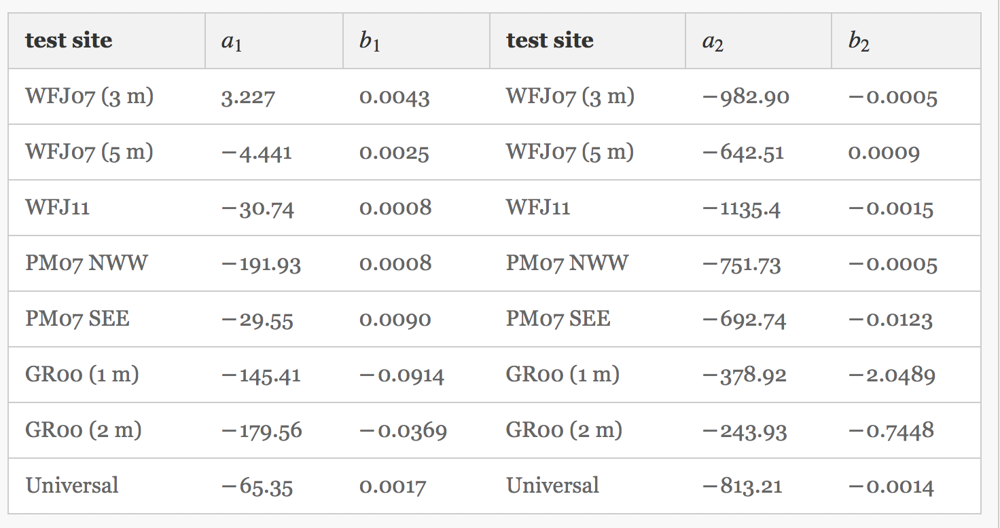 test site a1 b1 test site a2 b2
WFJ07 (3 m) 3.227 0.0043 WFJ07 (3 m) −982.90 −0.0005
WFJ07 (5 m) −4.441 0.0025 WFJ07 (5 m) −642.51 0.0009
WFJ11 −30.74 0.0008 WFJ11 −1135.4 −0.0015
PM07 NWW −191.93 0.0008 PM07 NWW −751.73 −0.0005
PM07 SEE −29.55 0.0090 PM07 SEE −692.74 −0.0123
GR00 (1 m) −145.41 −0.0914 GR00 (1 m) −378.92 −2.0489
GR00 (2 m) −179.56 −0.0369 GR00 (2 m) −243.93 −0.7448
Universal −65.35 0.0017 Universal −813.21 −0.0014